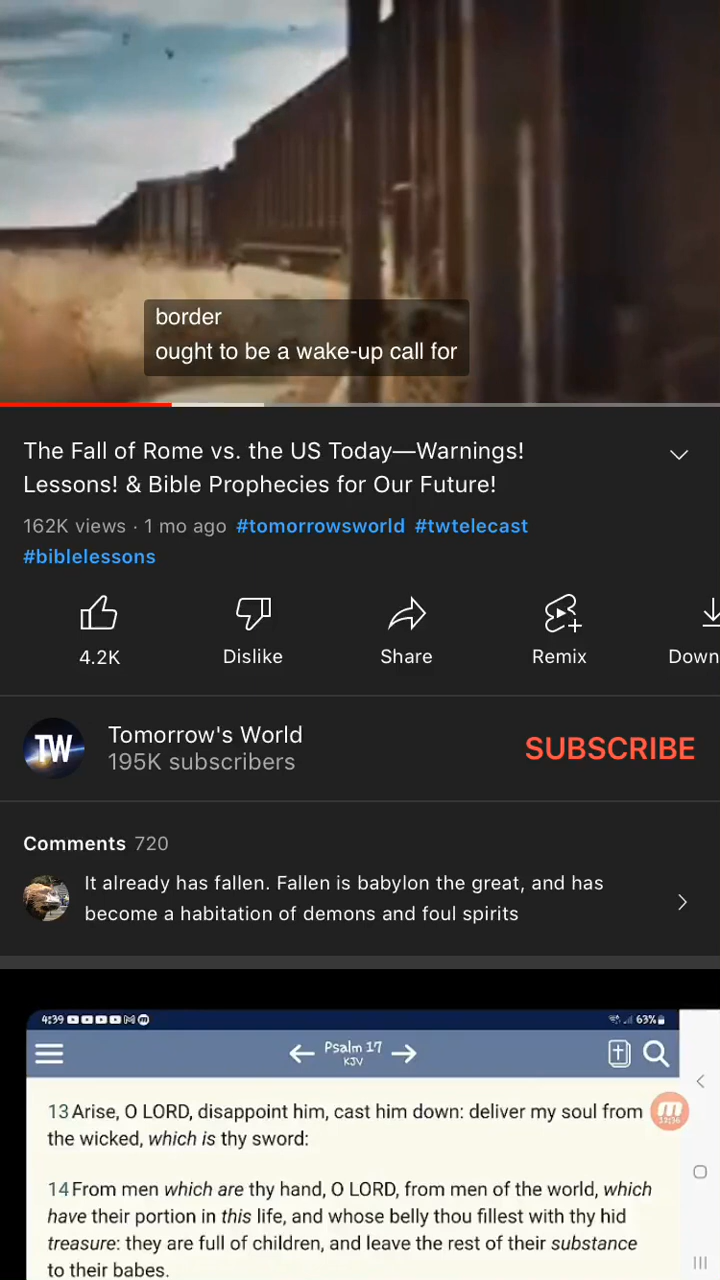 border
ought to be a wake-up call for
The Fall of Rome vs. the US Today—Warnings!
Lessons! & Bible Prophecies for Our Future!
162K views · 1 mo ago #tomorrowsworld #twtelecast
#biblelessons
4.2K Dislike Share Remix Down
TW
Tomorrow's World
195K subscribers
SUBSCRIBE
Comments 720
It already has fallen. Fallen is babylon the great, and has
become a habitation of demons and foul spirits
4:39 63%
Psalm 17
KJV
13 Arise, O LORD, disappoint him, cast him down: deliver my soul from
the wicked, which is thy sword:
14 From men which are thy hand, O LORD, from men of the world, which
have their portion in this life, and whose belly thou fillest with thy hid
treasure: they are full of children, and leave the rest of their substance
to their babes.